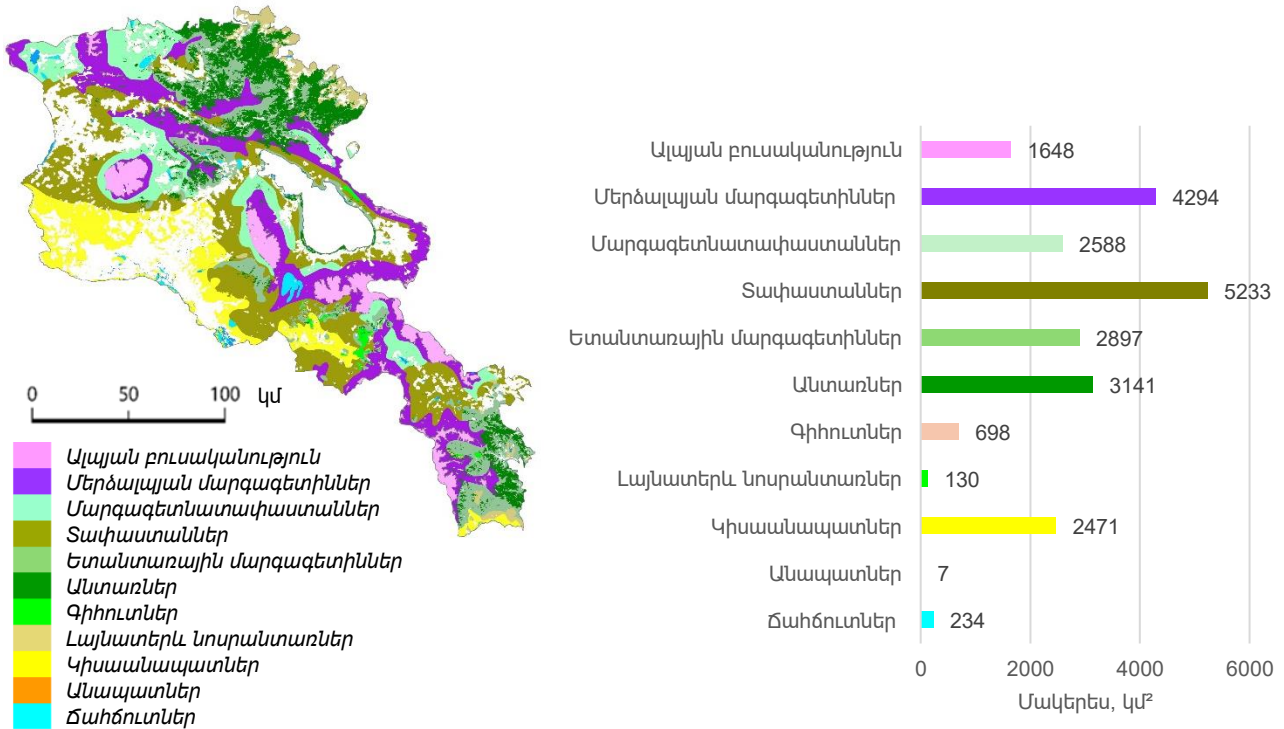 0 50 100 կմ
Ալպյան բուսականություն
Մերձալպյան մարգագետիններ
Մարգագետնատափաստաններ
Տափաստաններ
Ետանտառային մարգագետիններ
Անտառներ
Գիհուտներ
Լայնատերև նոսրանտառներ
Կիսաանապատներ
Անապատներ
Ճահճուտներ
Ալպյան բուսականություն 1648
Մերձալպյան մարգագետիններ 4294
Մարգագետնատափաստաններ 2588
Տափաստաններ 5233
Ետանտառային մարգագետիններ 2897
Անտառներ 3141
Գիհուտներ 698
Լայնատերև նոսրանտառներ 130
Կիսաանապատներ 2471
Անապատներ 7
Ճահճուտներ 234
0 2000 4000 6000
Մակերես, կմ²